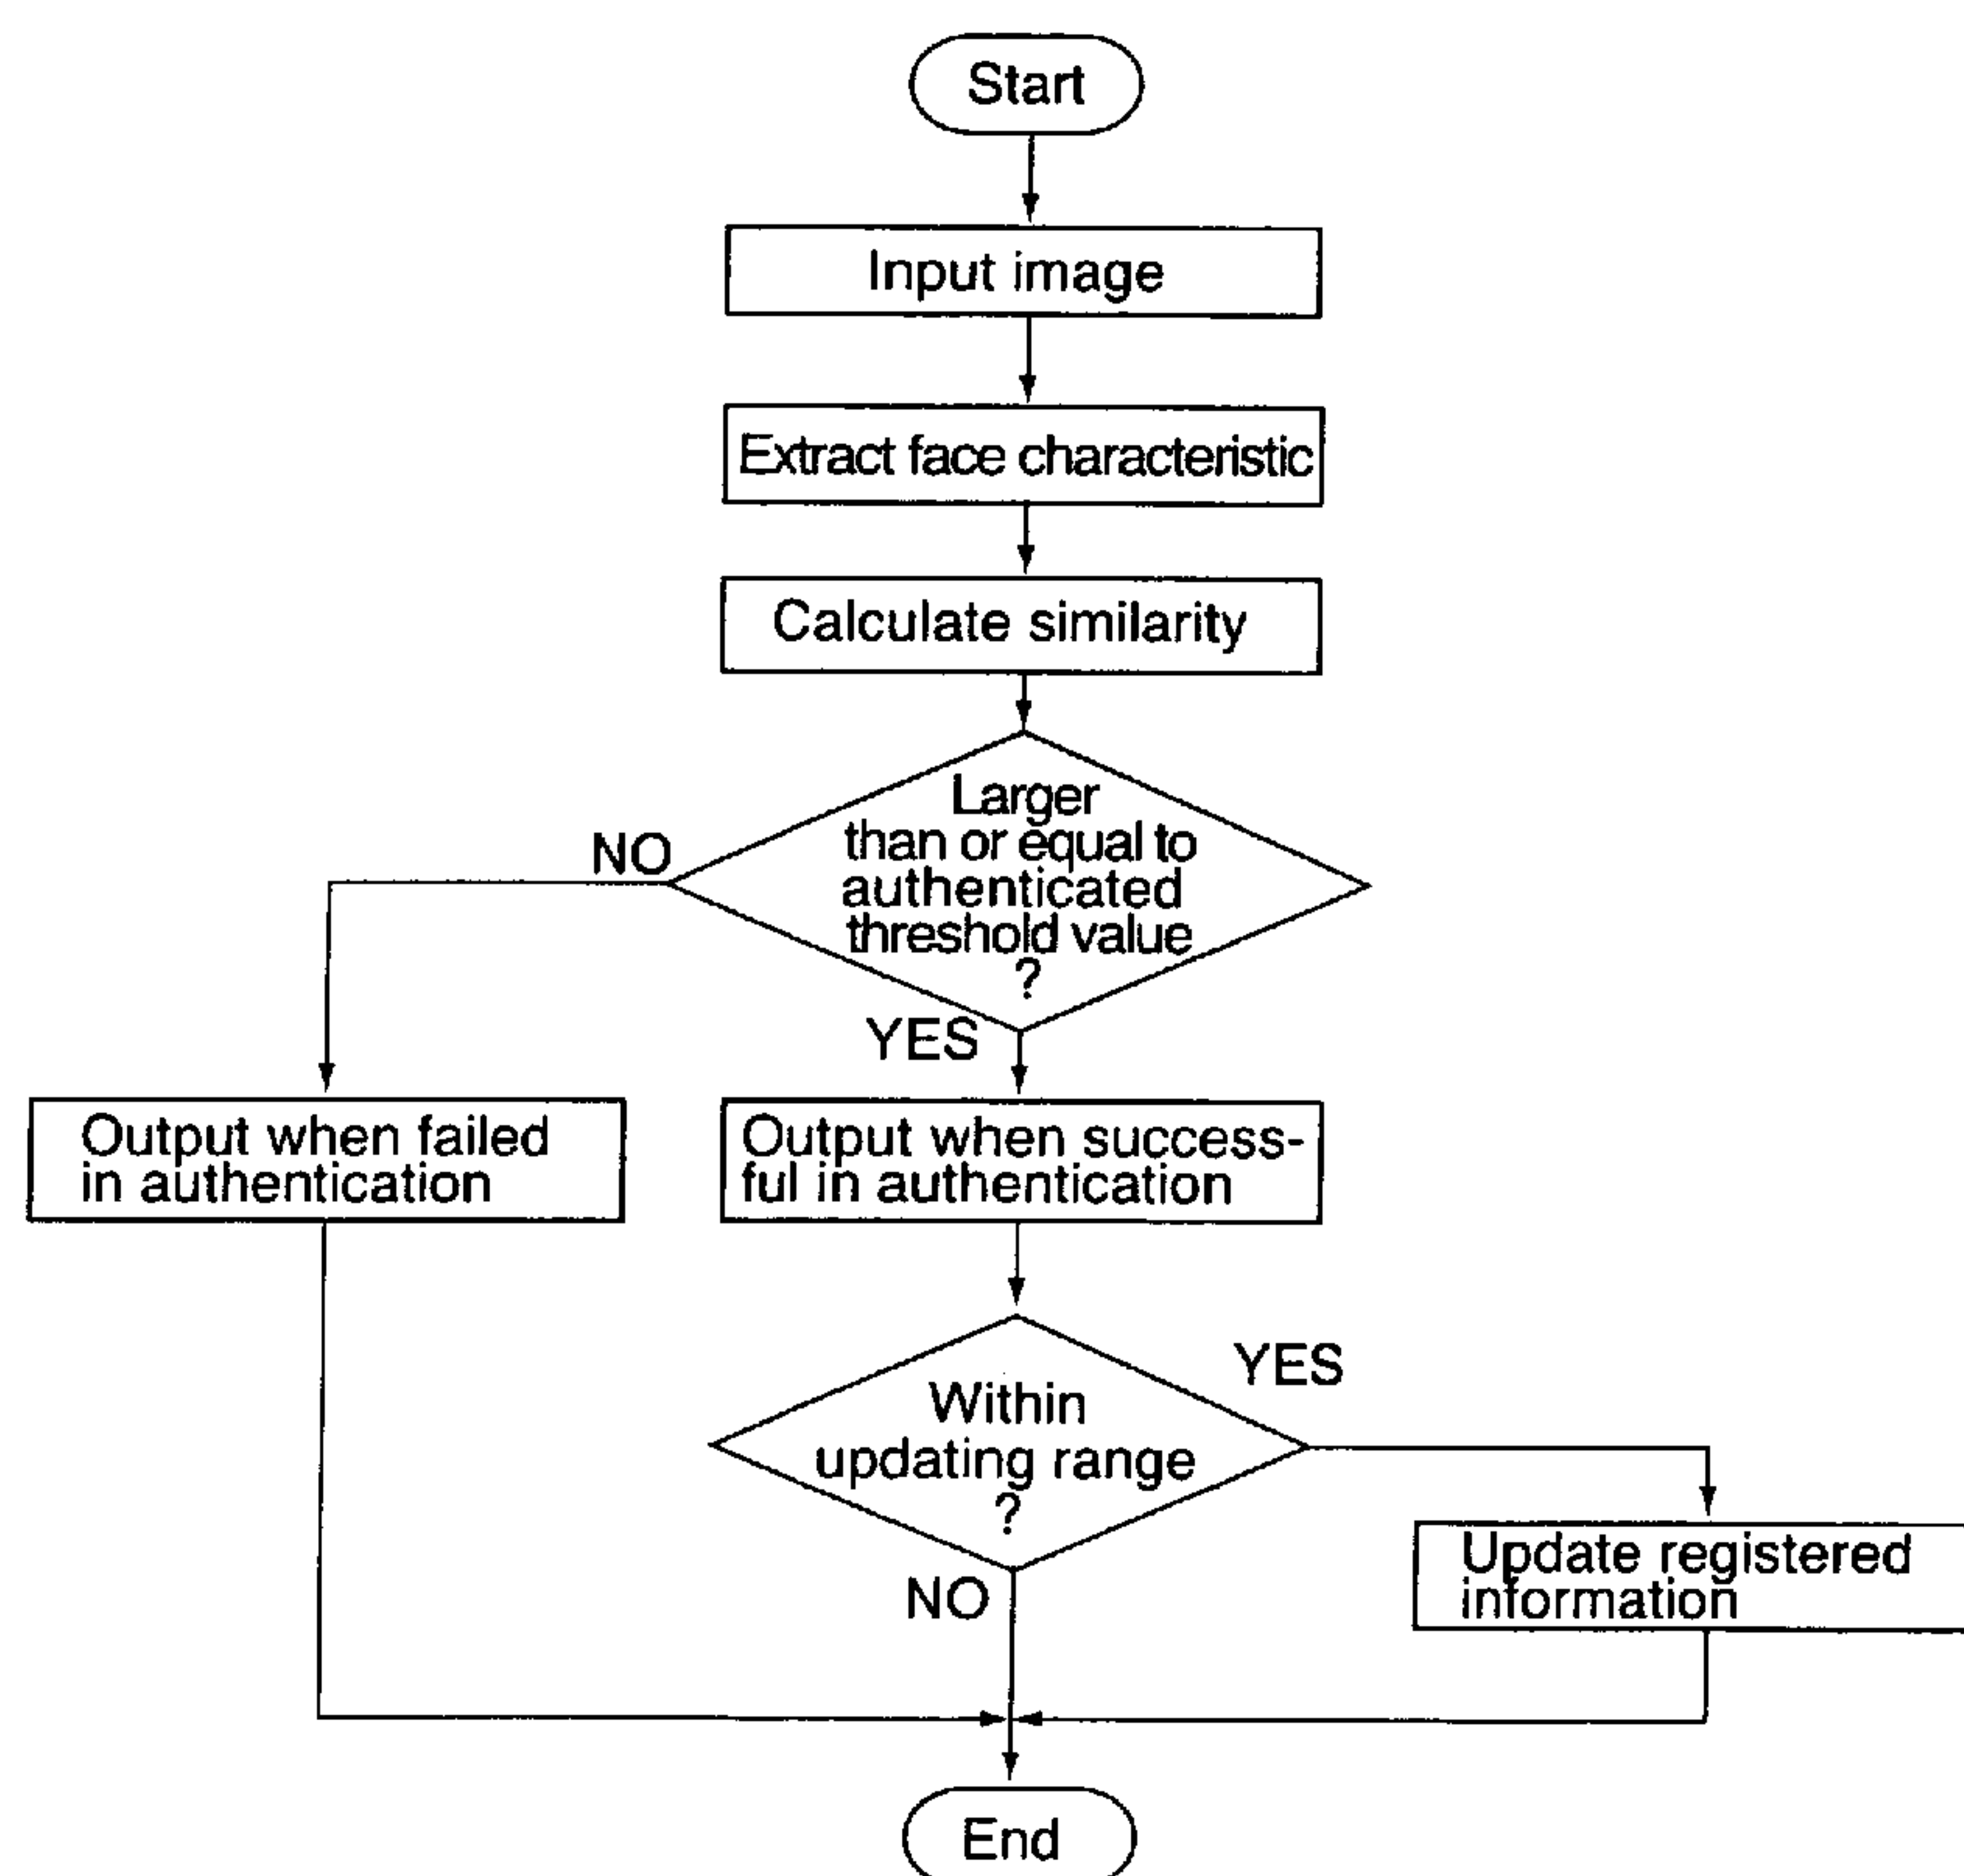 Start
Input image
Extract face characteristic
Calculate similarity
Larger
than or equal to
authenticated
threshold value
?
NO
YES
Output when failed
in authentication
Output when success-
ful in authentication
Within
updating range
?
YES
NO
Update registered
information
End